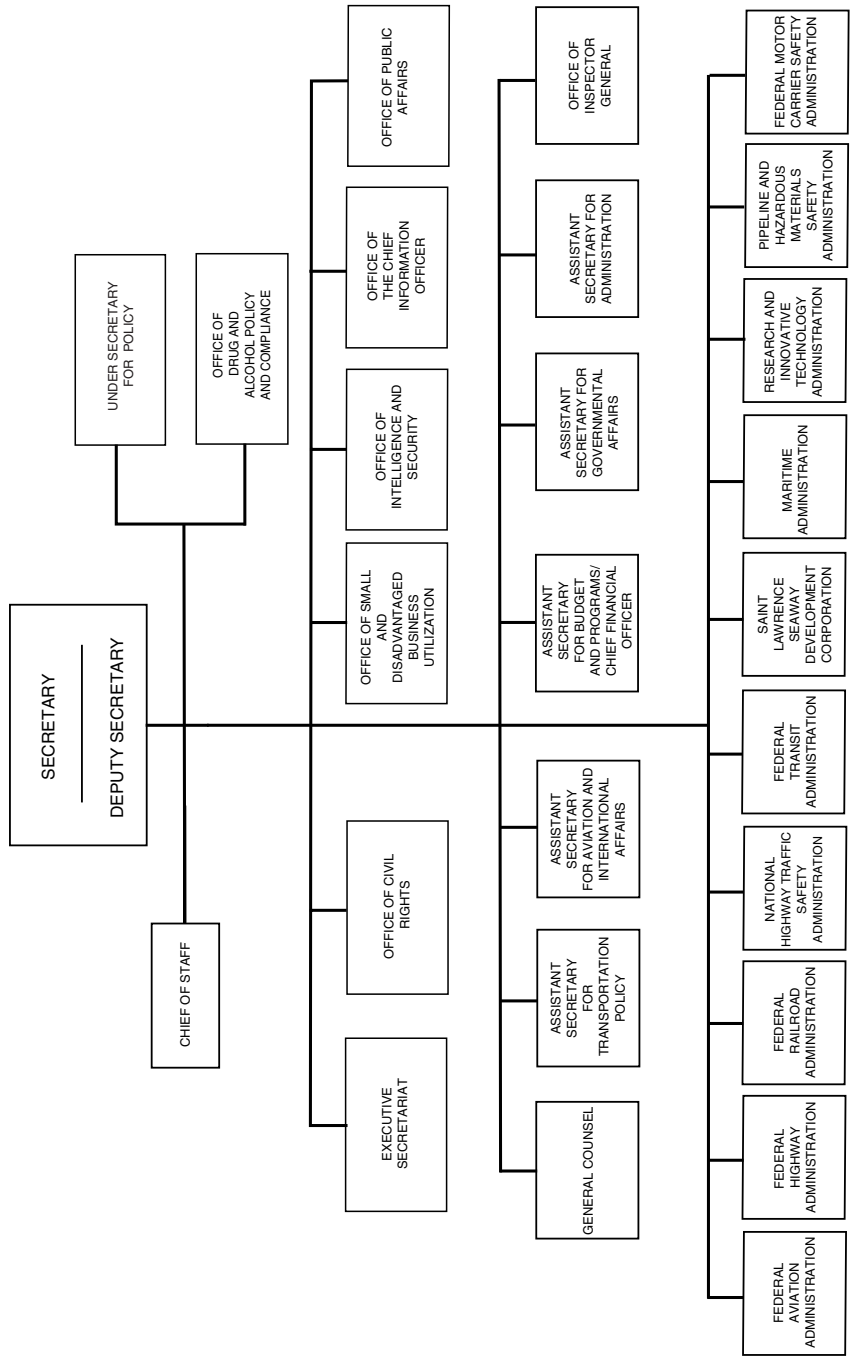 SECRETARY
DEPUTY SECRETARY
CHIEF OF STAFF
UNDER SECRETARY
FOR POLICY
OFFICE OF
DRUG AND
ALCOHOL POLICY
AND COMPLIANCE
EXECUTIVE
SECRETARIAT
OFFICE OF CIVIL
RIGHTS
OFFICE OF SMALL
AND
DISADVANTAGED
BUSINESS
UTILIZATION
OFFICE OF
INTELLIGENCE AND
SECURITY
OFFICE OF
THE CHIEF
INFORMATION
OFFICER
OFFICE OF PUBLIC
AFFAIRS
GENERAL COUNSEL
ASSISTANT
SECRETARY
FOR
TRANSPORTATION
POLICY
ASSISTANT
SECRETARY
FOR AVIATION AND
INTERNATIONAL
AFFAIRS
ASSISTANT
SECRETARY
FOR BUDGET
AND PROGRAMS/
CHIEF FINANCIAL
OFFICER
ASSISTANT
SECRETARY FOR
GOVERNMENTAL
AFFAIRS
ASSISTANT
SECRETARY FOR
ADMINISTRATION
OFFICE OF
INSPECTOR
GENERAL
FEDERAL
AVIATION
ADMINISTRATION
FEDERAL
HIGHWAY
ADMINISTRATION
FEDERAL
RAILROAD
ADMINISTRATION
NATIONAL
HIGHWAY TRAFFIC
SAFETY
ADMINISTRATION
FEDERAL
TRANSIT
ADMINISTRATION
SAINT
LAWRENCE
SEAWAY
DEVELOPMENT
CORPORATION
MARITIME
ADMINISTRATION
RESEARCH AND
INNOVATIVE
TECHNOLOGY
ADMINISTRATION
PIPELINE AND
HAZARDOUS
MATERIALS
SAFETY
ADMINISTRATION
FEDERAL MOTOR
CARRIER SAFETY
ADMINISTRATION